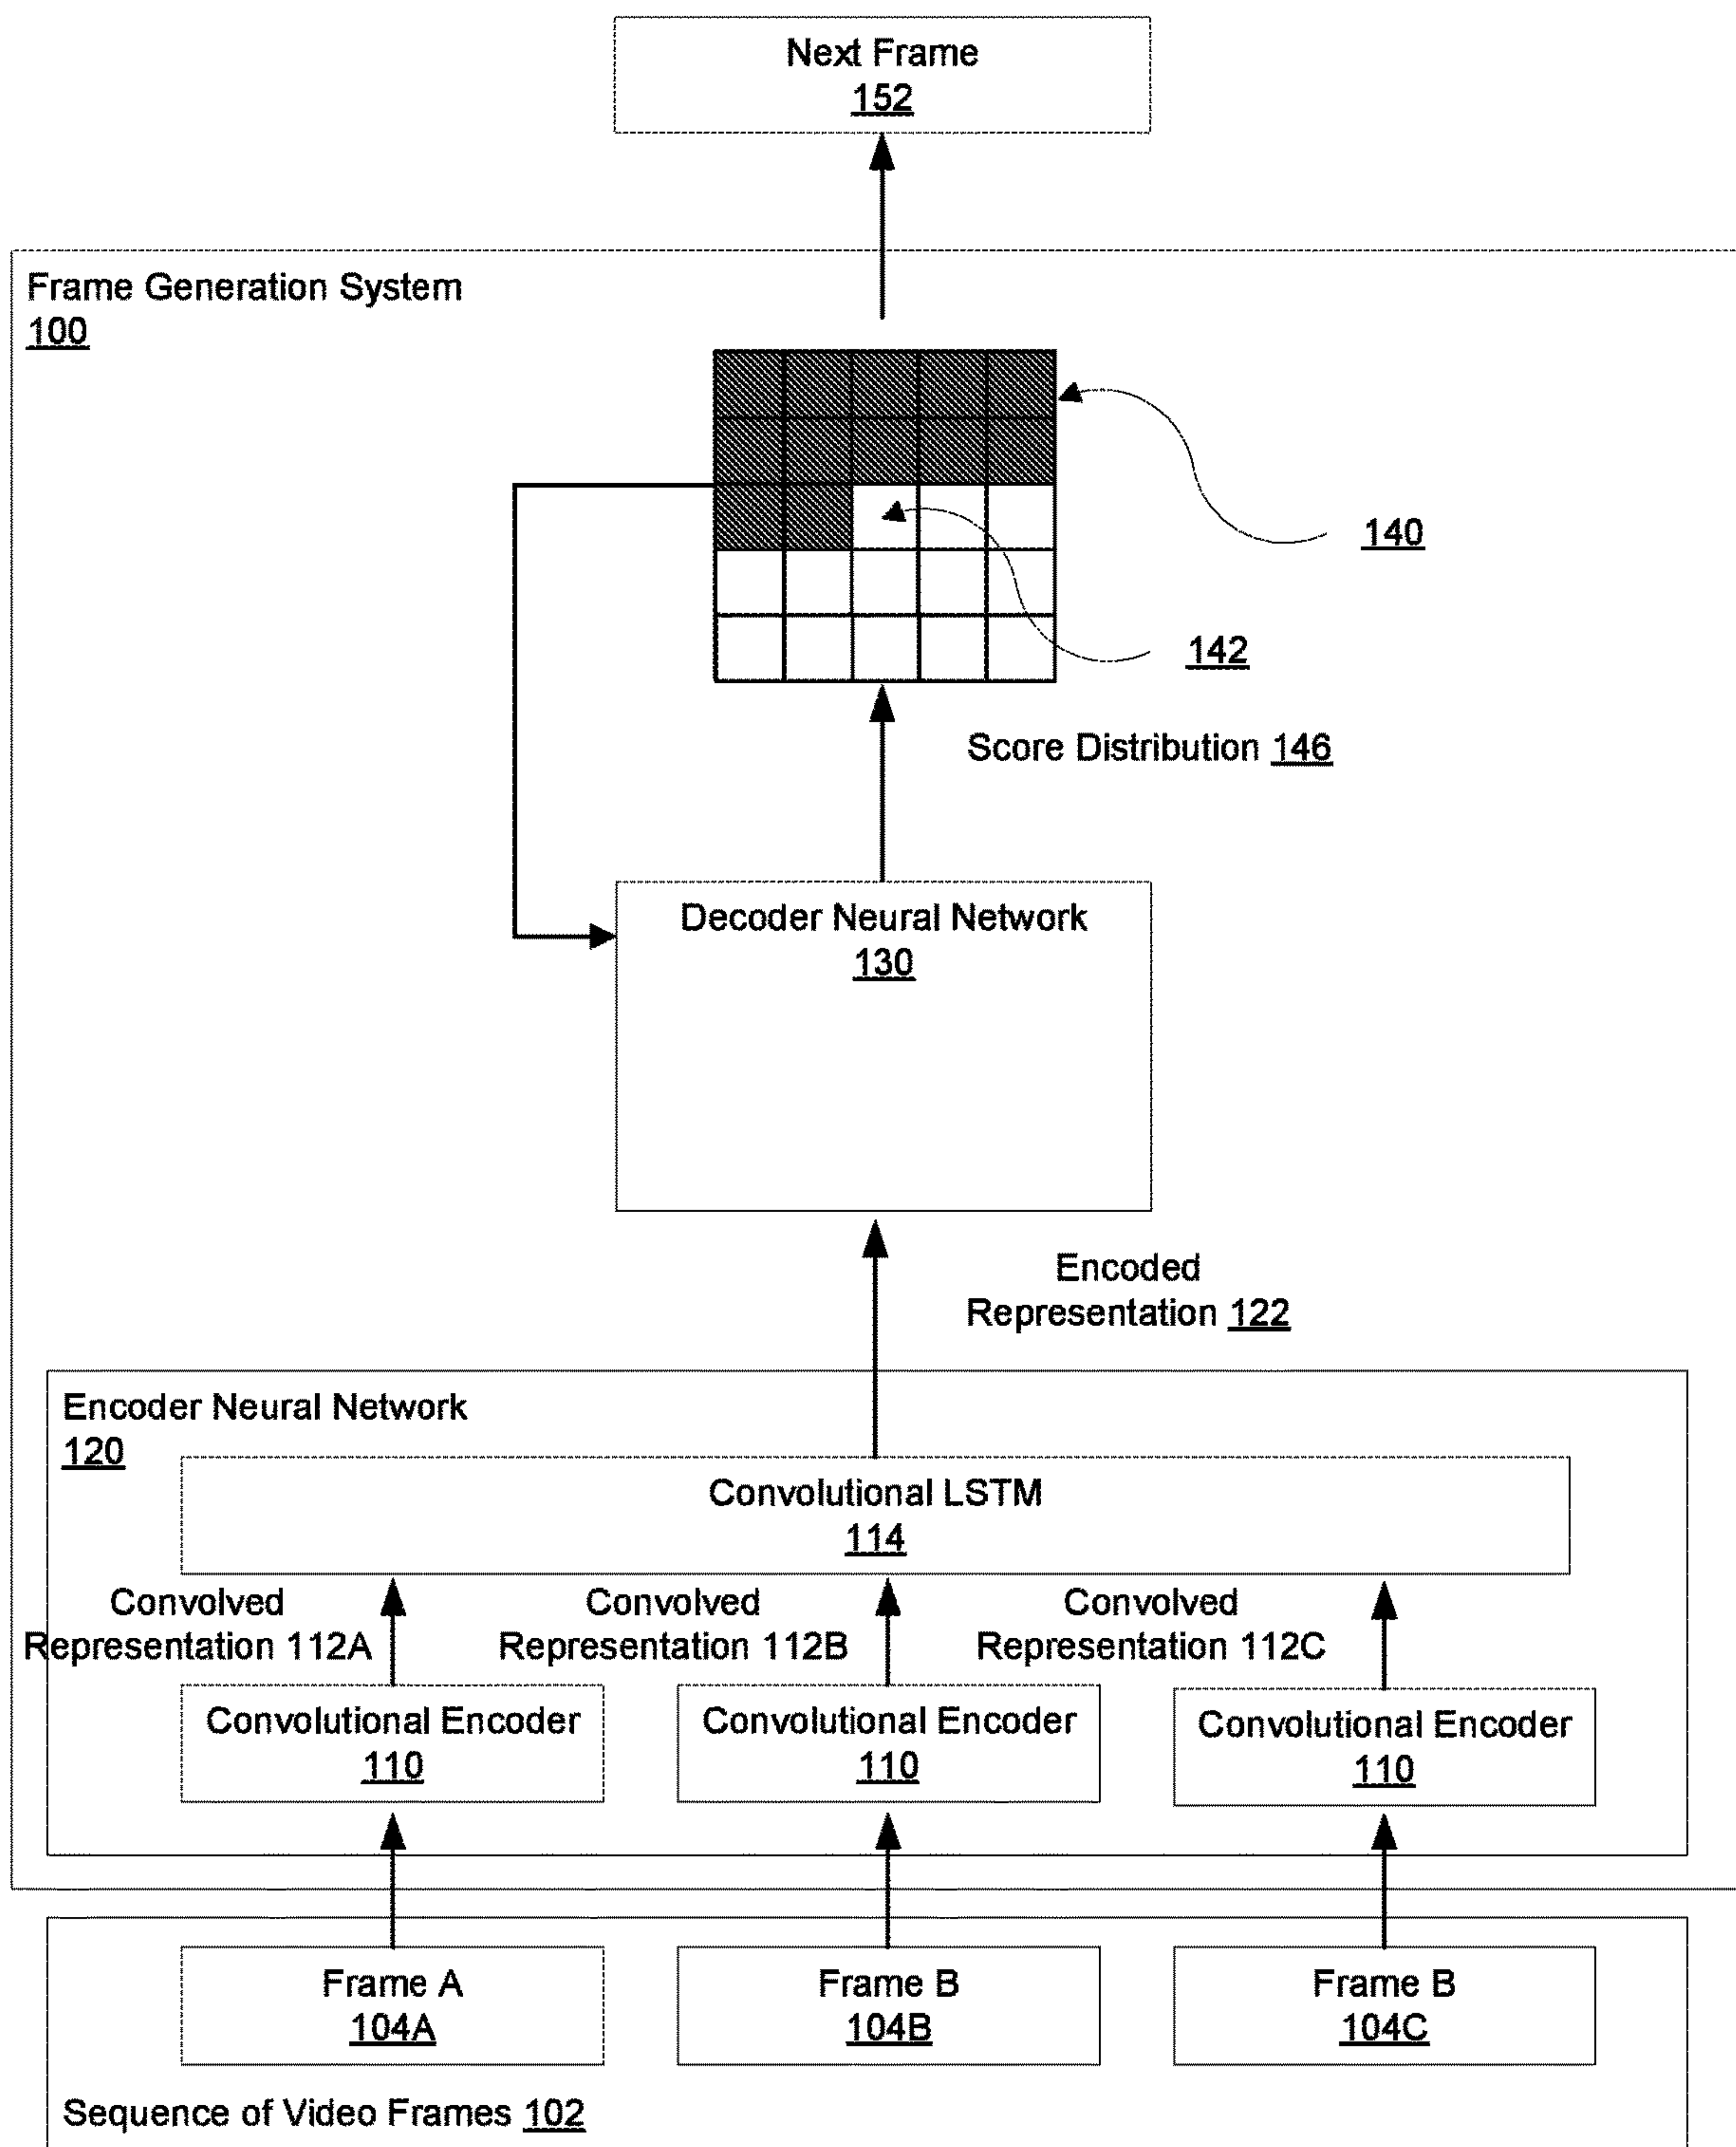 Next Frame
152
Frame Generation System
100
140
142
Score Distribution 146
Decoder Neural Network
130
Encoded
Representation 122
Encoder Neural Network
120
Convolutional LSTM
114
Convolved
Representation 112A
Convolved
Representation 112B
Convolved
Representation 112C
Convolutional Encoder
110
Convolutional Encoder
110
Convolutional Encoder
110
Frame A
104A
Frame B
104B
Frame B
104C
Sequence of Video Frames 102